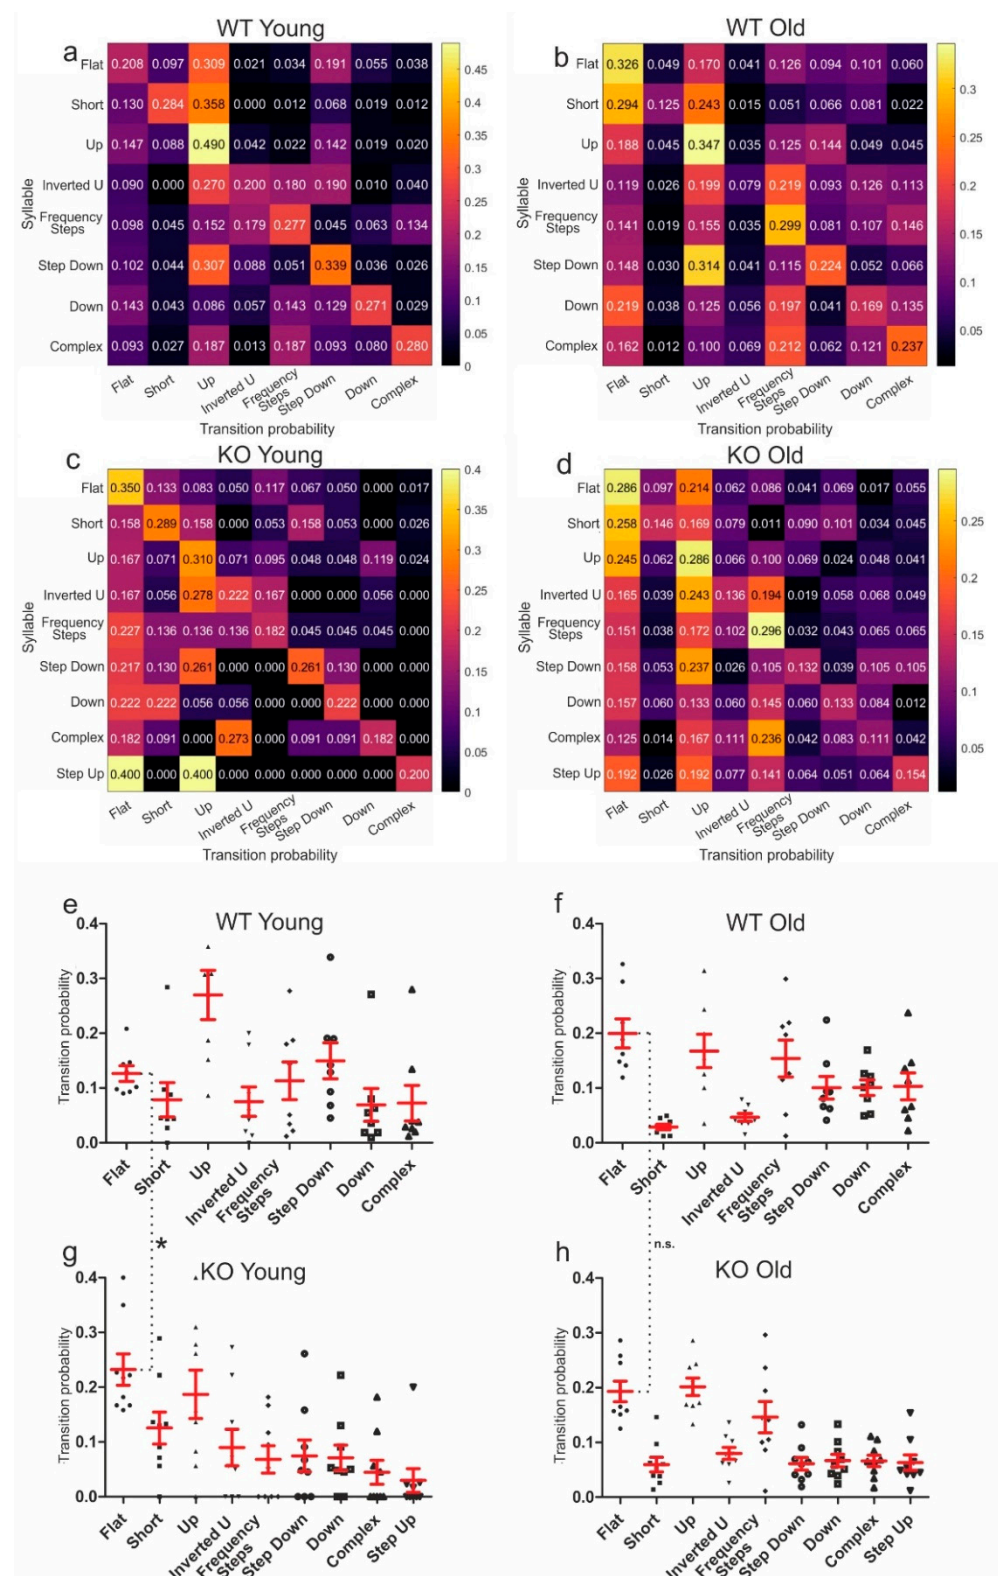 a WT Young
Flat 0.208 0.097 0.309 0.021 0.034 0.191 0.055 0.038
Short 0.130 0.284 0.358 0.000 0.012 0.068 0.019 0.012
Up 0.147 0.088 0.490 0.042 0.022 0.142 0.019 0.020
Inverted U 0.090 0.000 0.270 0.200 0.180 0.190 0.010 0.040
Frequency Steps 0.098 0.045 0.152 0.179 0.277 0.045 0.063 0.134
Step Down 0.102 0.044 0.307 0.088 0.051 0.339 0.036 0.026
Down 0.143 0.043 0.086 0.057 0.143 0.129 0.271 0.029
Complex 0.093 0.027 0.187 0.013 0.187 0.093 0.080 0.280
Syllable
Flat Short Up Inverted U Frequency Steps Step Down Down Complex
Transition probability
0.45
0.4
0.35
0.3
0.25
0.2
0.15
0.1
0.05
0
b WT Old
Flat 0.326 0.049 0.170 0.041 0.126 0.094 0.101 0.060
Short 0.294 0.125 0.243 0.015 0.051 0.066 0.081 0.022
Up 0.188 0.045 0.347 0.035 0.125 0.144 0.049 0.045
Inverted U 0.119 0.026 0.199 0.079 0.219 0.093 0.126 0.113
Frequency Steps 0.141 0.019 0.155 0.035 0.299 0.081 0.107 0.146
Step Down 0.148 0.030 0.314 0.041 0.115 0.224 0.052 0.066
Down 0.219 0.038 0.125 0.056 0.197 0.041 0.169 0.135
Complex 0.162 0.012 0.100 0.069 0.212 0.062 0.121 0.237
Syllable
Flat Short Up Inverted U Frequency Steps Step Down Down Complex
Transition probability
0.3
0.25
0.2
0.15
0.1
0.05
c KO Young
Flat 0.350 0.133 0.083 0.050 0.117 0.067 0.050 0.000 0.017
Short 0.158 0.289 0.158 0.000 0.053 0.158 0.053 0.000 0.026
Up 0.167 0.071 0.310 0.071 0.095 0.048 0.048 0.119 0.024
Inverted U 0.167 0.056 0.278 0.222 0.167 0.000 0.000 0.056 0.000
Frequency Steps 0.227 0.136 0.136 0.136 0.182 0.045 0.045 0.045 0.000
Step Down 0.217 0.130 0.261 0.000 0.000 0.261 0.130 0.000 0.000
Down 0.222 0.222 0.056 0.056 0.000 0.000 0.222 0.000 0.000
Complex 0.182 0.091 0.000 0.273 0.000 0.091 0.091 0.182 0.000
Step Up 0.400 0.000 0.400 0.000 0.000 0.000 0.000 0.000 0.200
Syllable
Flat Short Up Inverted U Frequency Steps Step Down Down Complex
Transition probability
0.4
0.35
0.3
0.25
0.2
0.15
0.1
0.05
0
d KO Old
Flat 0.286 0.097 0.214 0.062 0.086 0.041 0.069 0.017 0.055
Short 0.258 0.146 0.169 0.079 0.011 0.090 0.101 0.034 0.045
Up 0.245 0.062 0.286 0.066 0.100 0.069 0.024 0.048 0.041
Inverted U 0.165 0.039 0.243 0.136 0.194 0.019 0.058 0.068 0.049
Frequency Steps 0.151 0.038 0.172 0.102 0.296 0.032 0.043 0.065 0.065
Step Down 0.158 0.053 0.237 0.026 0.105 0.132 0.039 0.105 0.105
Down 0.157 0.060 0.133 0.060 0.145 0.060 0.133 0.084 0.012
Complex 0.125 0.014 0.167 0.111 0.236 0.042 0.083 0.111 0.042
Step Up 0.192 0.026 0.192 0.077 0.141 0.064 0.051 0.064 0.154
Syllable
Flat Short Up Inverted U Frequency Steps Step Down Down Complex
Transition probability
0.25
0.2
0.15
0.1
0.05
e WT Young
Transition probability
0.4
0.3
0.2
0.1
0.0
Flat Short Up Inverted U Frequency Steps Step Down Down Complex
f WT Old
Transition probability
0.4
0.3
0.2
0.1
0.0
Flat Short Up Inverted U Frequency Steps Step Down Down Complex
*
n.s.
g KO Young
Transition probability
0.4
0.3
0.2
0.1
0.0
Flat Short Up Inverted U Frequency Steps Step Down Down Complex Step Up
h KO Old
Transition probability
0.4
0.3
0.2
0.1
0.0
Flat Short Up Inverted U Frequency Steps Step Down Down Complex Step Up